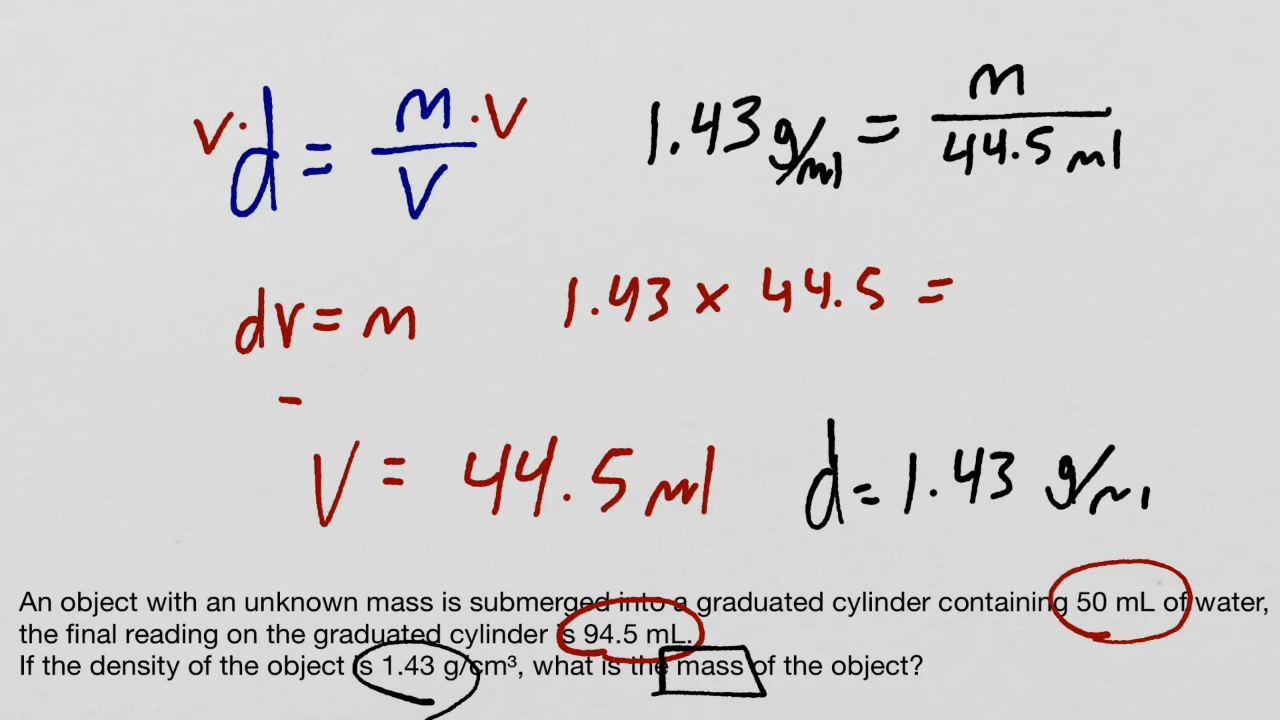 v·d = m/v ·v
1.43 g/ml = m/44.5 ml
dv = m
1.43 × 44.5 =
-
V = 44.5 ml
d = 1.43 g/m
An object with an unknown mass is submerged into a graduated cylinder containing 50 mL of water,
the final reading on the graduated cylinder is 94.5 mL.
If the density of the object is 1.43 g/cm³, what is the mass of the object?